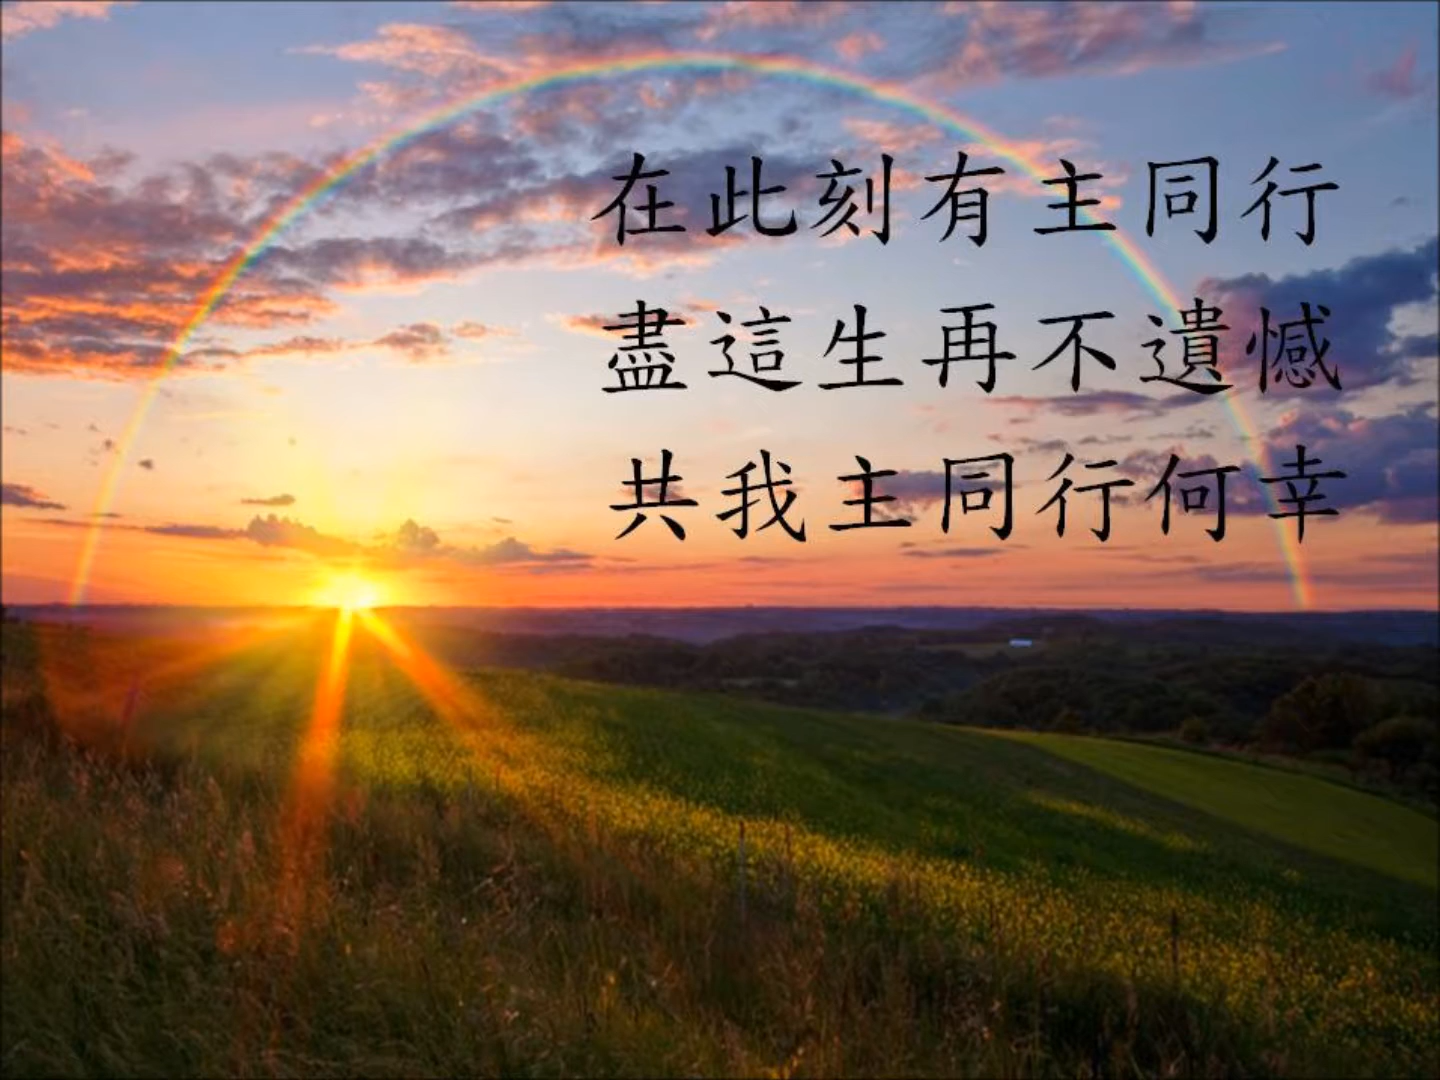 在此刻有主同行
盡這生再不遺憾
共我主同行何幸